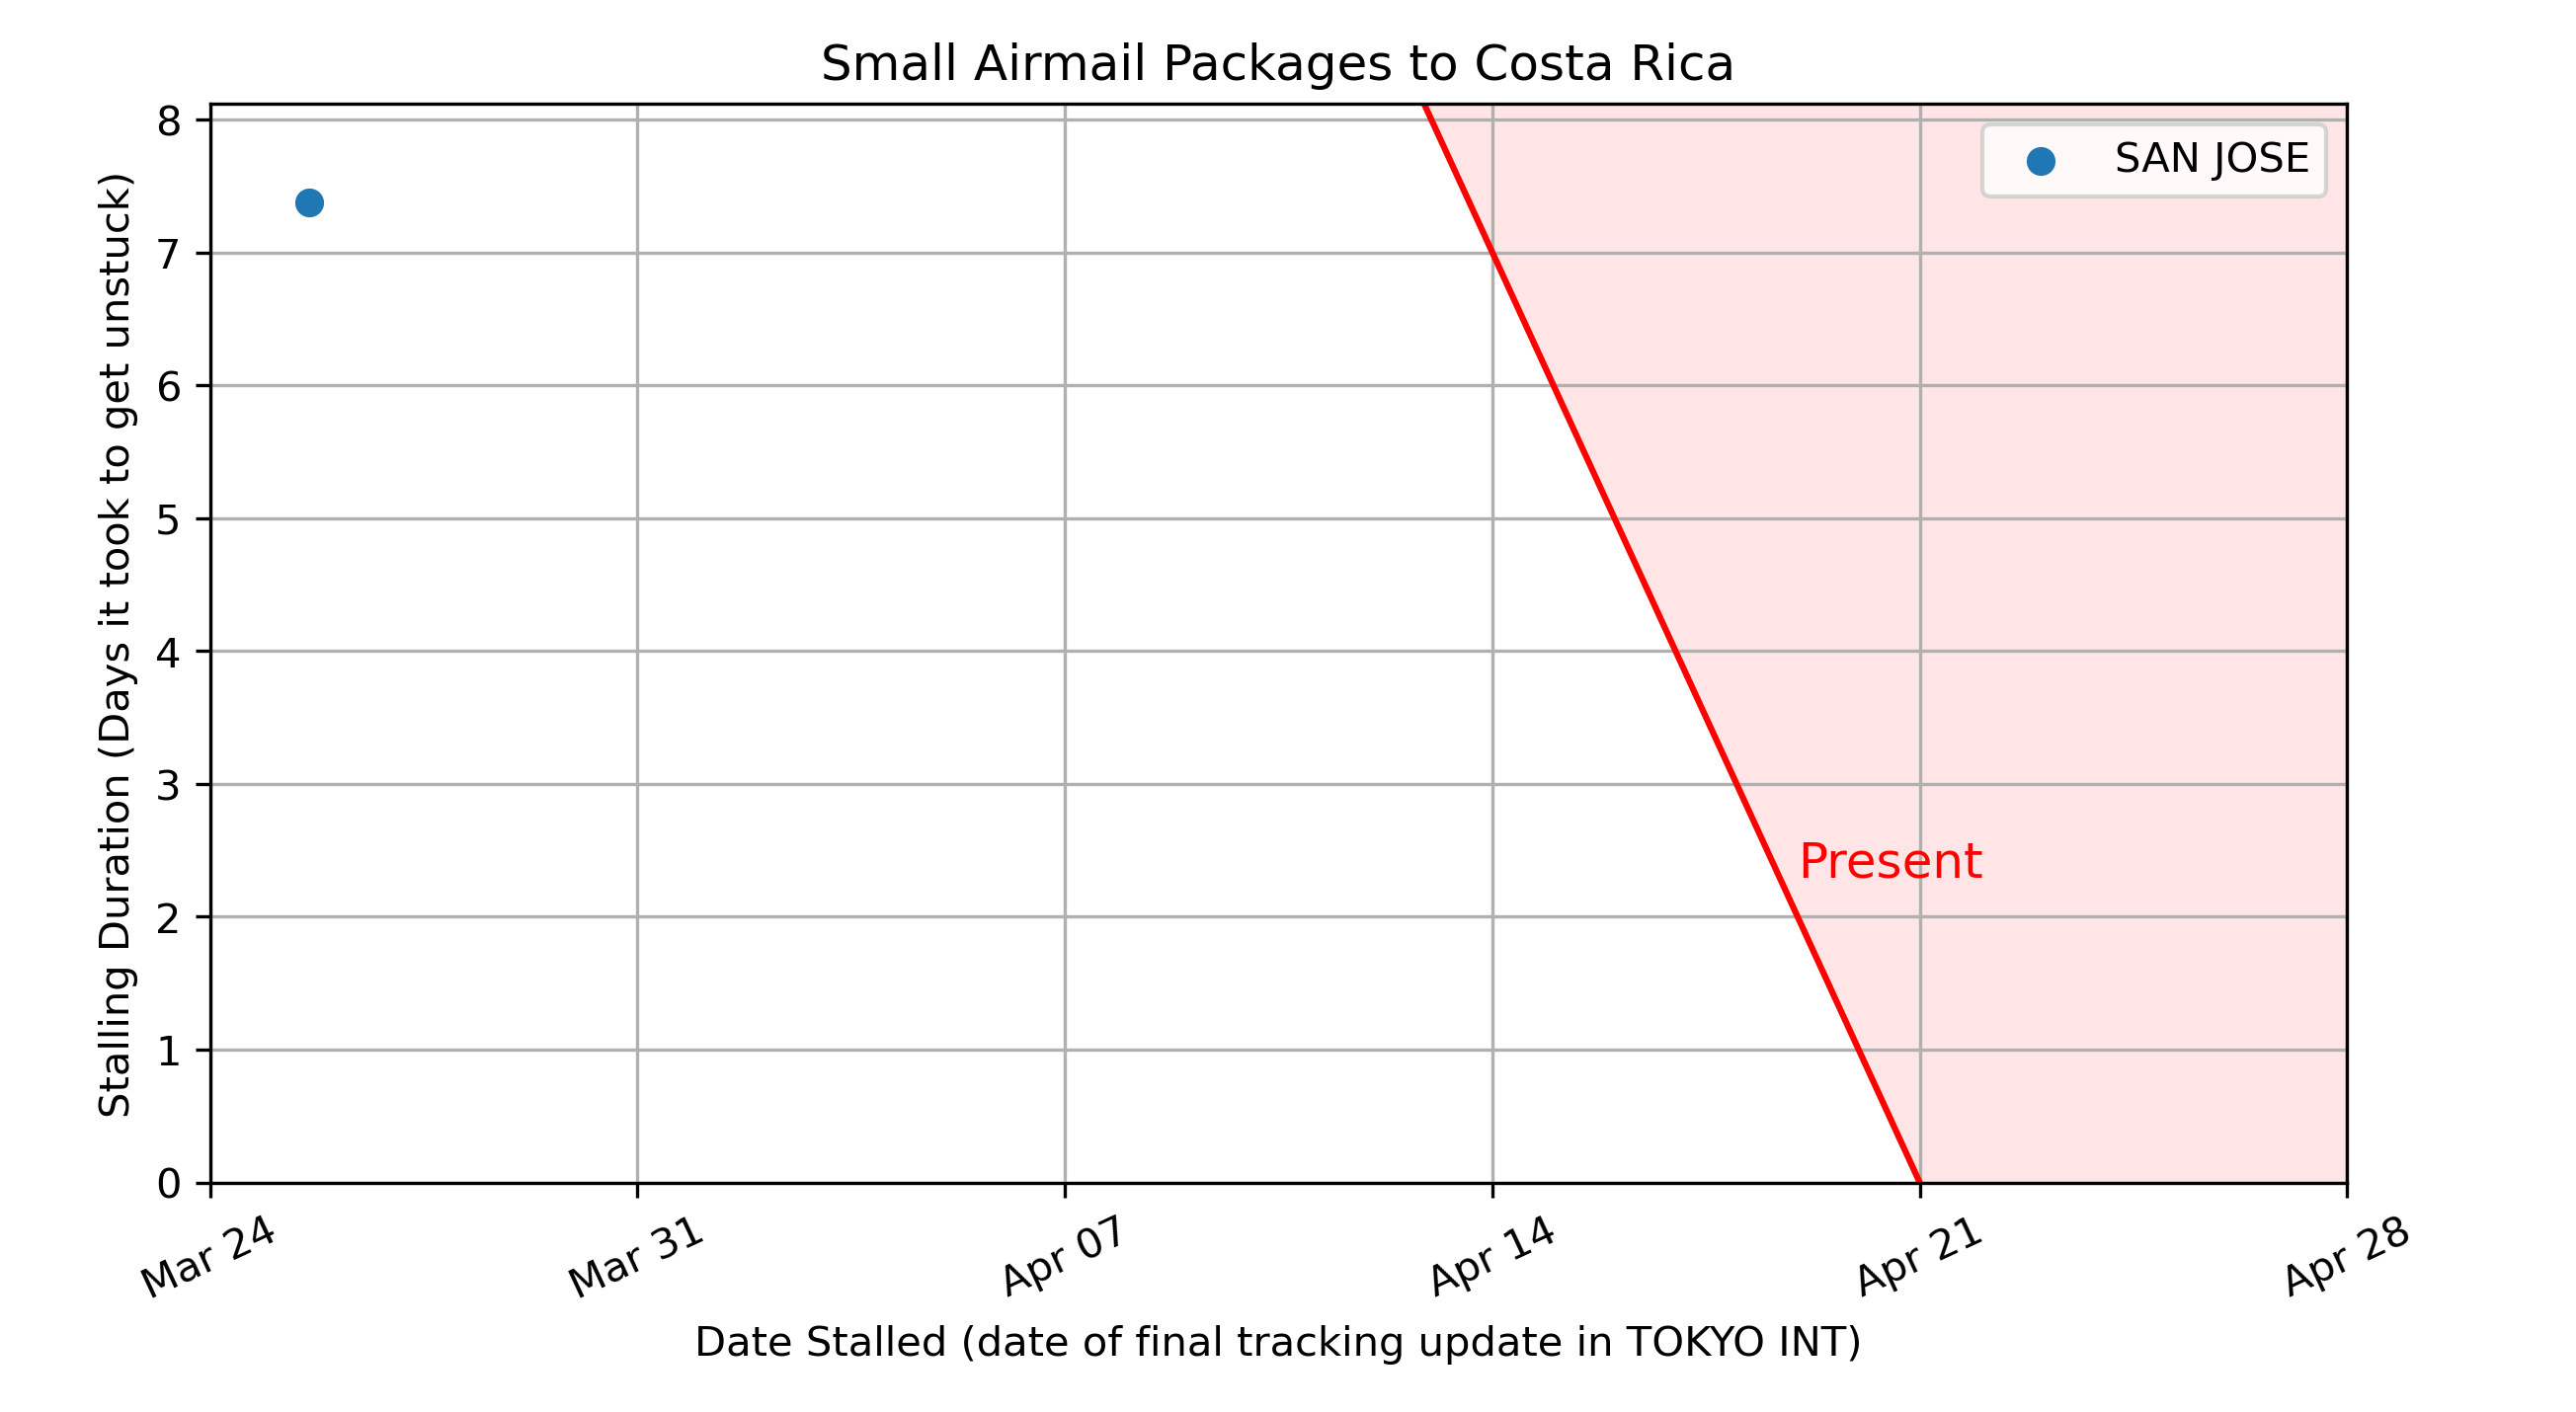 Small Airmail Packages to Costa Rica
Stalling Duration (Days it took to get unstuck)
8
7
6
5
4
3
2
1
0
SAN JOSE
Present
Mar 24
Mar 31
Apr 07
Apr 14
Apr 21
Apr 28
Date Stalled (date of final tracking update in TOKYO INT)